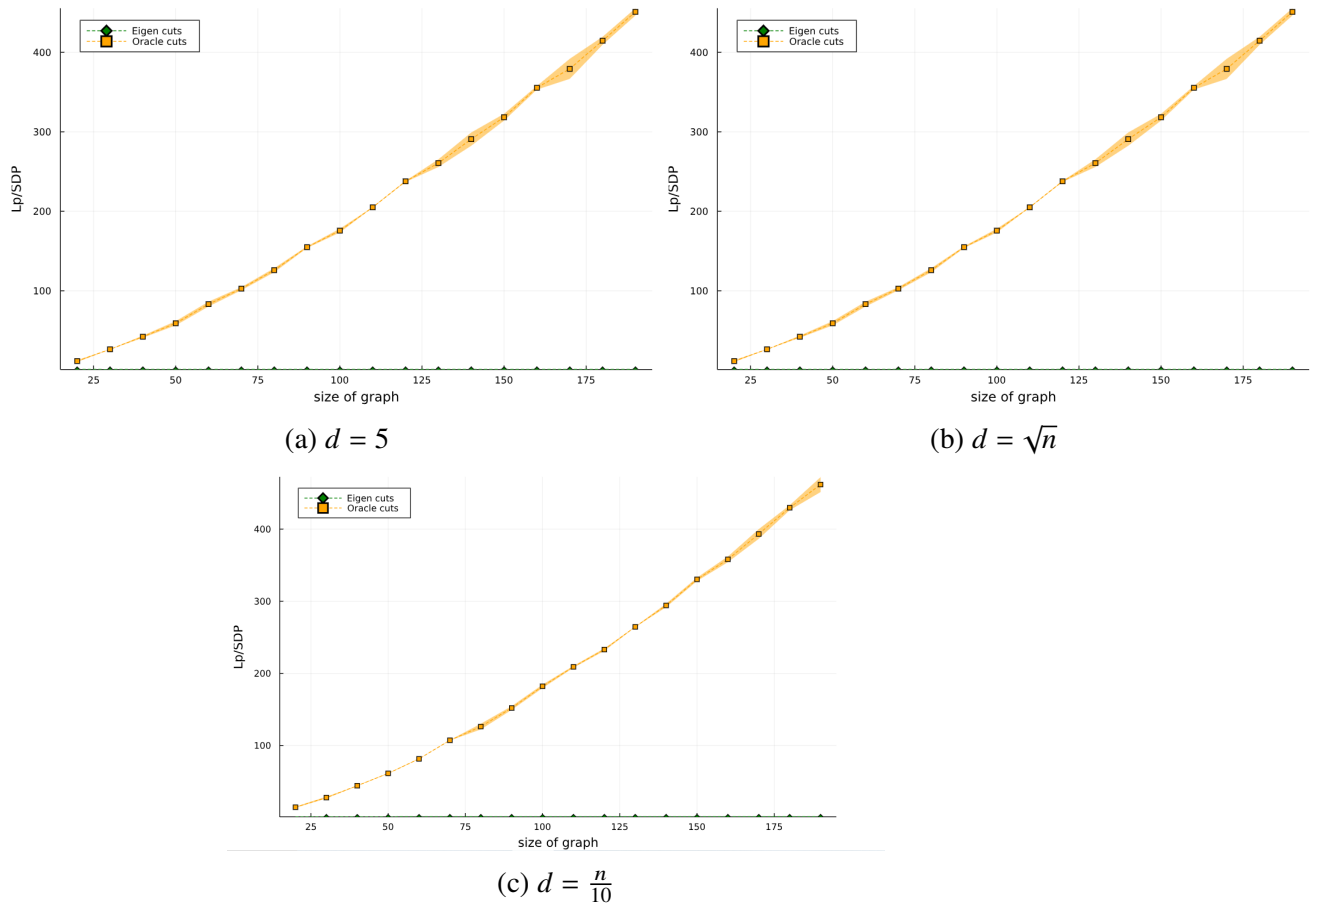 Eigen cuts
Oracle cuts
400
300
200
100
Lp/SDP
25 50 75 100 125 150 175
size of graph
(a) d = 5
Eigen cuts
Oracle cuts
400
300
200
100
Lp/SDP
25 50 75 100 125 150 175
size of graph
(b) d = √n
Eigen cuts
Oracle cuts
400
300
200
100
Lp/SDP
25 50 75 100 125 150 175
size of graph
(c) d = n/10